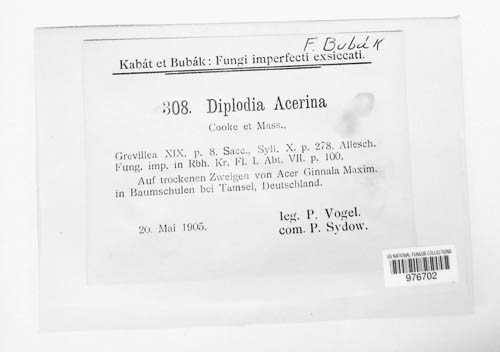 F. Bubák
Kabát et Bubák: Fungi imperfecti exsiccati.
308. Diplodia Acerina
Cooke et Mass.,
Grevillea XIX. p. 8. Sacc., Syll. X. p. 278. Allesch.
Fung. imp. in Rbh. Kr. Fl. I. Abt. VII. p. 100.
Auf trockenen Zweigen von Acer Ginnala Maxim.
in Baumschulen bei Tamsel, Deutschland.
20. Mai 1905.
leg. P. Vogel.
com. P. Sydow.
US NATIONAL FUNGUS COLLECTIONS
976702